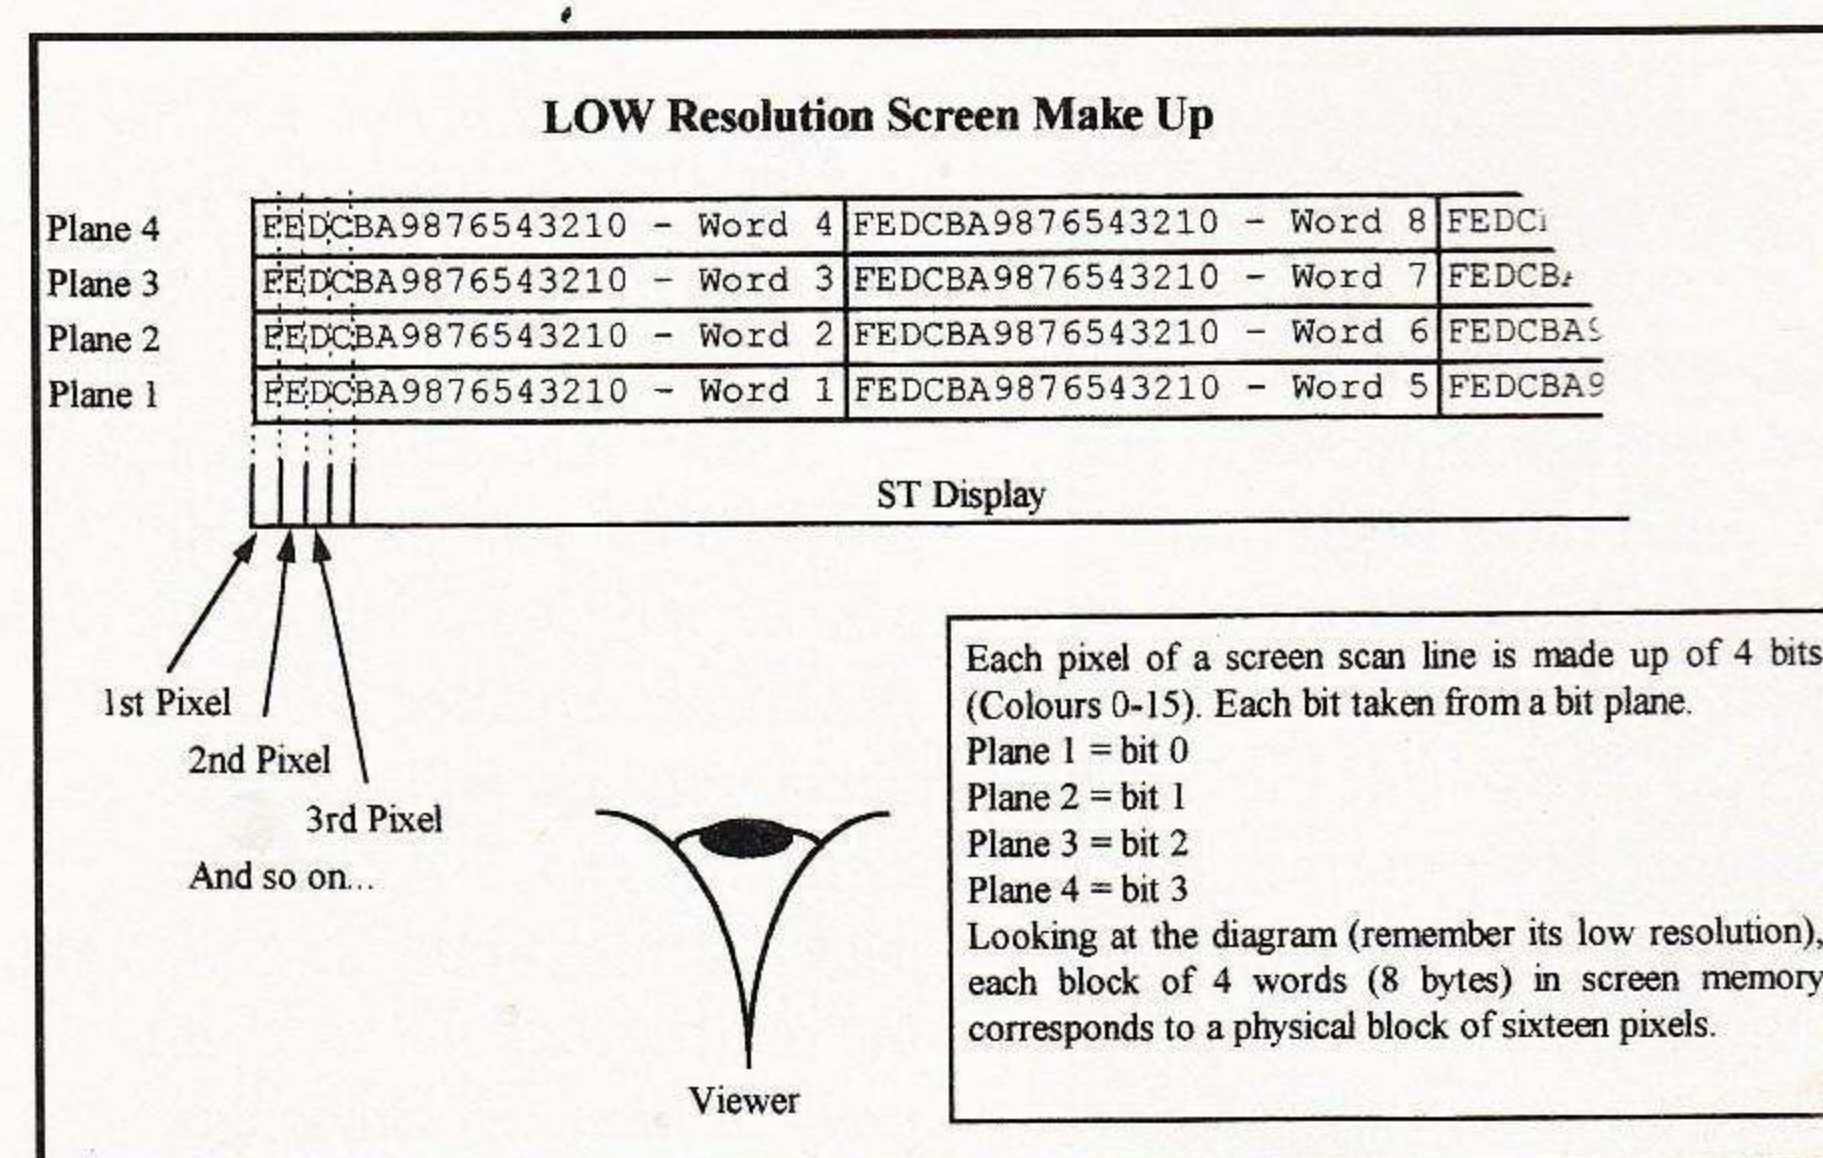 LOW Resolution Screen Make Up
Plane 4 FEDCBA9876543210 - Word 4 FEDCBA9876543210 - Word 8 FEDC
Plane 3 FEDCBA9876543210 - Word 3 FEDCBA9876543210 - Word 7 FEDCB
Plane 2 FEDCBA9876543210 - Word 2 FEDCBA9876543210 - Word 6 FEDCBA9
Plane 1 FEDCBA9876543210 - Word 1 FEDCBA9876543210 - Word 5 FEDCBA9
ST Display
1st Pixel
2nd Pixel
3rd Pixel
And so on...
Viewer
Each pixel of a screen scan line is made up of 4 bits
(Colours 0-15). Each bit taken from a bit plane.
Plane 1 = bit 0
Plane 2 = bit 1
Plane 3 = bit 2
Plane 4 = bit 3
Looking at the diagram (remember its low resolution),
each block of 4 words (8 bytes) in screen memory
corresponds to a physical block of sixteen pixels.